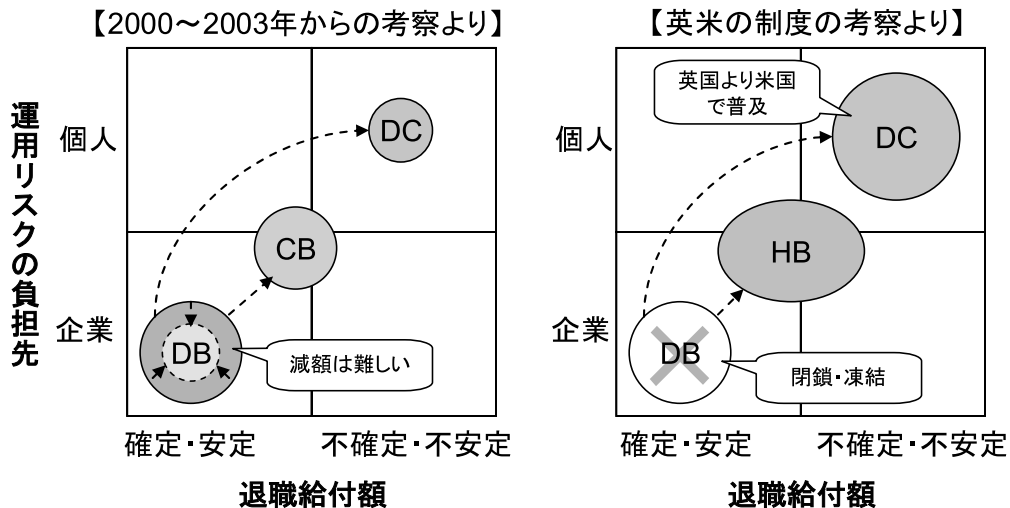 【2000～2003年からの考察より】
運用リスクの負担先
個人
企業
DC
CB
DB
減額は難しい
確定・安定
不確定・不安定
退職給付額
【英米の制度の考察より】
個人
企業
英国より米国
で普及
DC
HB
DB
閉鎖・凍結
確定・安定
不確定・不安定
退職給付額